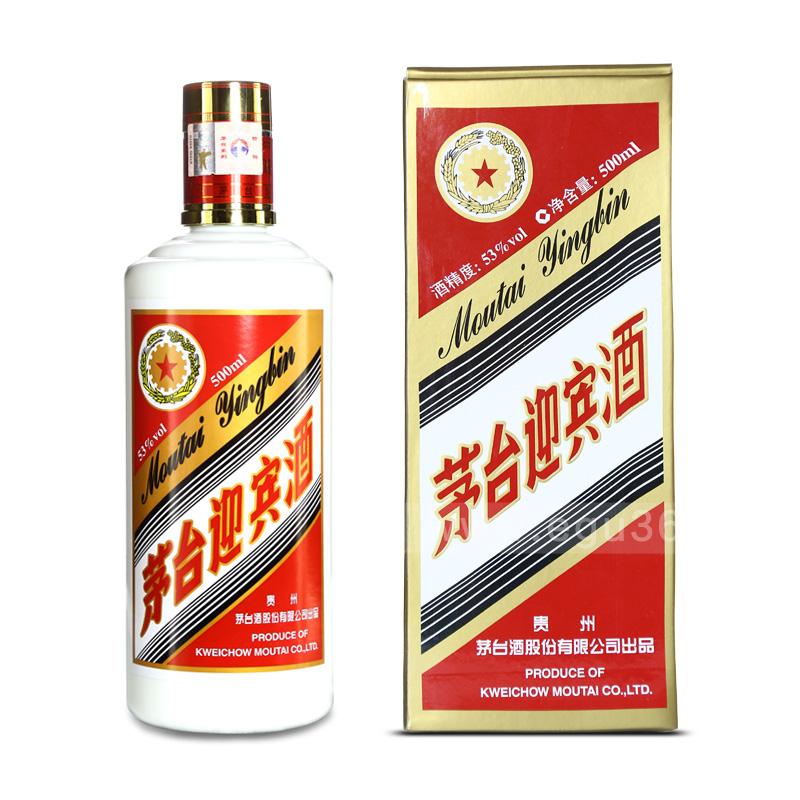 500ml
53%vol
Moutai Yingbin
茅台迎宾酒
贵州
茅台酒股份有限公司出品
PRODUCE OF
KWEICHOW MOUTAI CO.,LTD.
酒精度：53%vol 净含量：500ml
Moutai Yingbin
茅台迎宾酒
贵州
茅台酒股份有限公司出品
PRODUCE OF
KWEICHOW MOUTAI CO.,LTD.